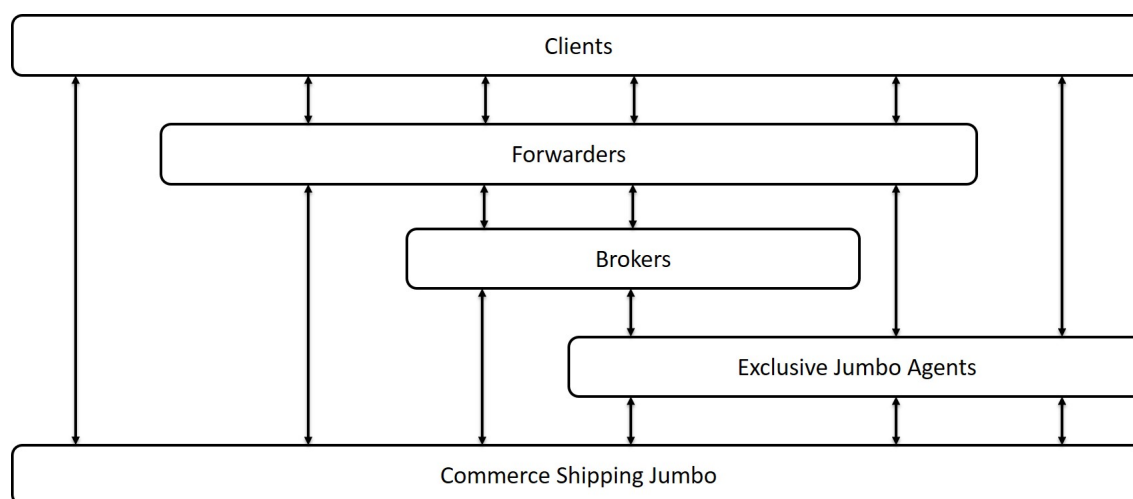 Clients
Forwarders
Brokers
Exclusive Jumbo Agents
Commerce Shipping Jumbo